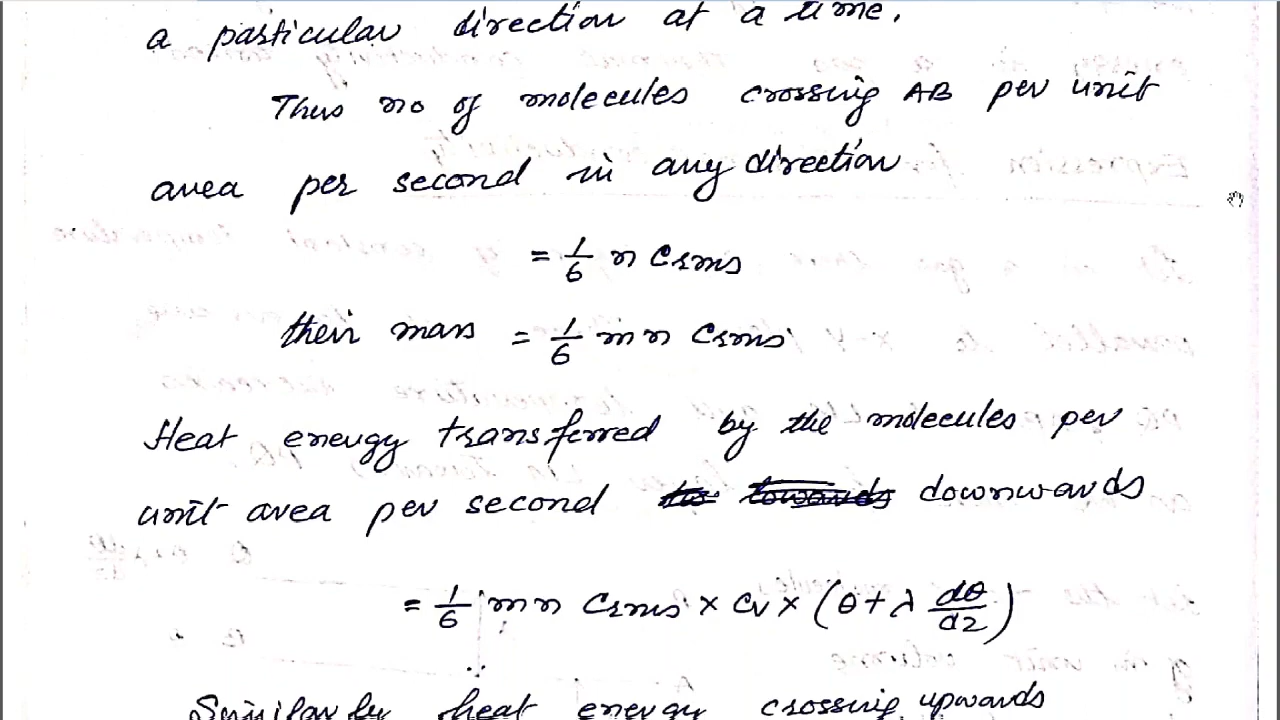 a particular direction at a time.
Thus no of molecules crossing AB per unit
area per second in any direction
= 1/6 n Crms
their mass = 1/6 m n Crms
Heat energy transferred by the molecules per
unit area per second downwards
= 1/6 m n Crms × Cv × (θ + λ dθ/dz)
Similarly heat energy crossing upwards